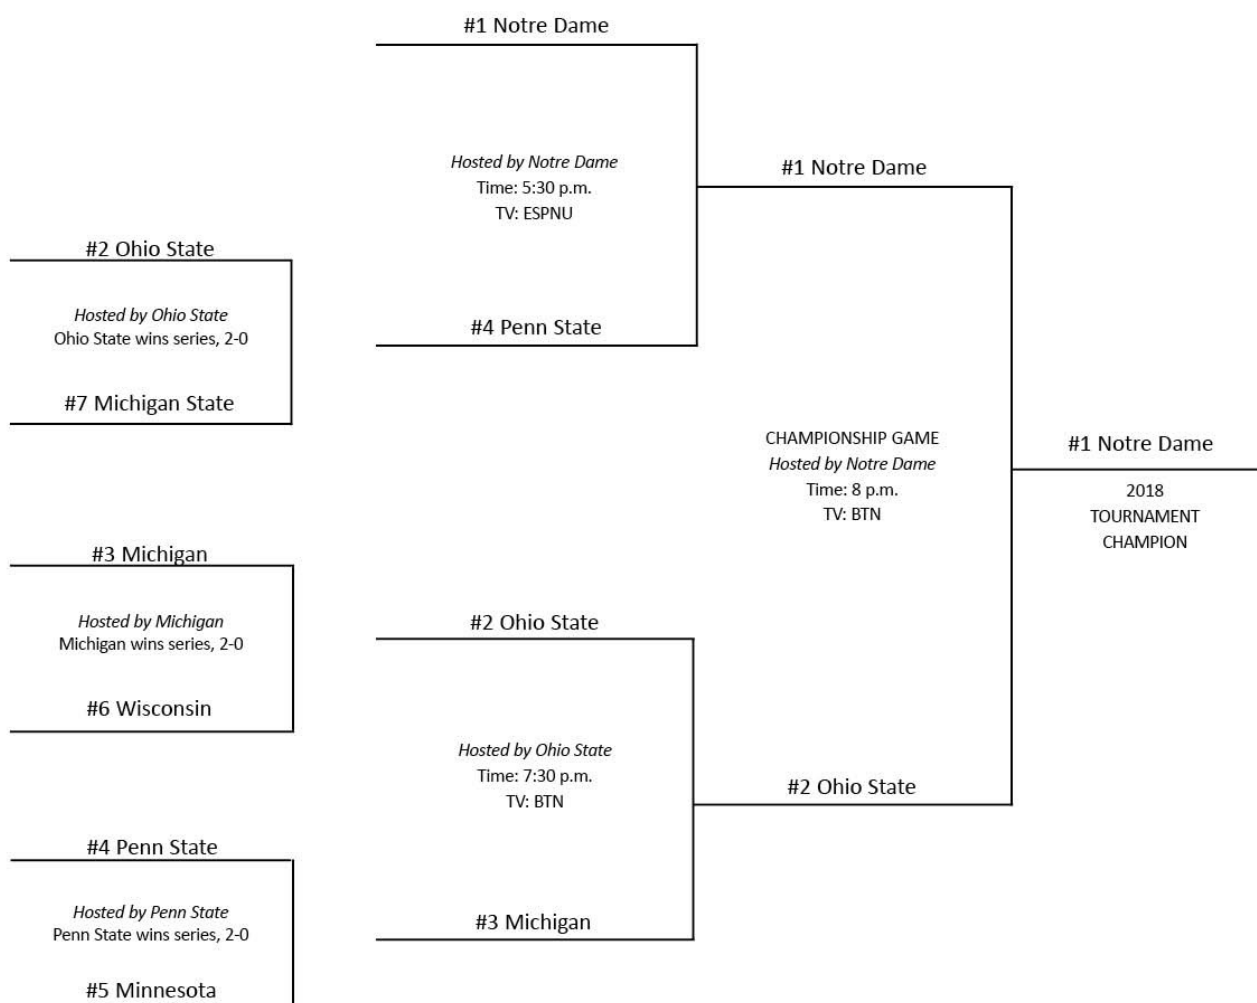 #1 Notre Dame
Hosted by Notre Dame
Time: 5:30 p.m.
TV: ESPNU
#4 Penn State
#1 Notre Dame
#2 Ohio State
Hosted by Ohio State
Ohio State wins series, 2-0
#7 Michigan State
#3 Michigan
Hosted by Michigan
Michigan wins series, 2-0
#6 Wisconsin
#4 Penn State
Hosted by Penn State
Penn State wins series, 2-0
#5 Minnesota
#2 Ohio State
Hosted by Ohio State
Time: 7:30 p.m.
TV: BTN
#3 Michigan
#2 Ohio State
CHAMPIONSHIP GAME
Hosted by Notre Dame
Time: 8 p.m.
TV: BTN
#1 Notre Dame
2018
TOURNAMENT
CHAMPION